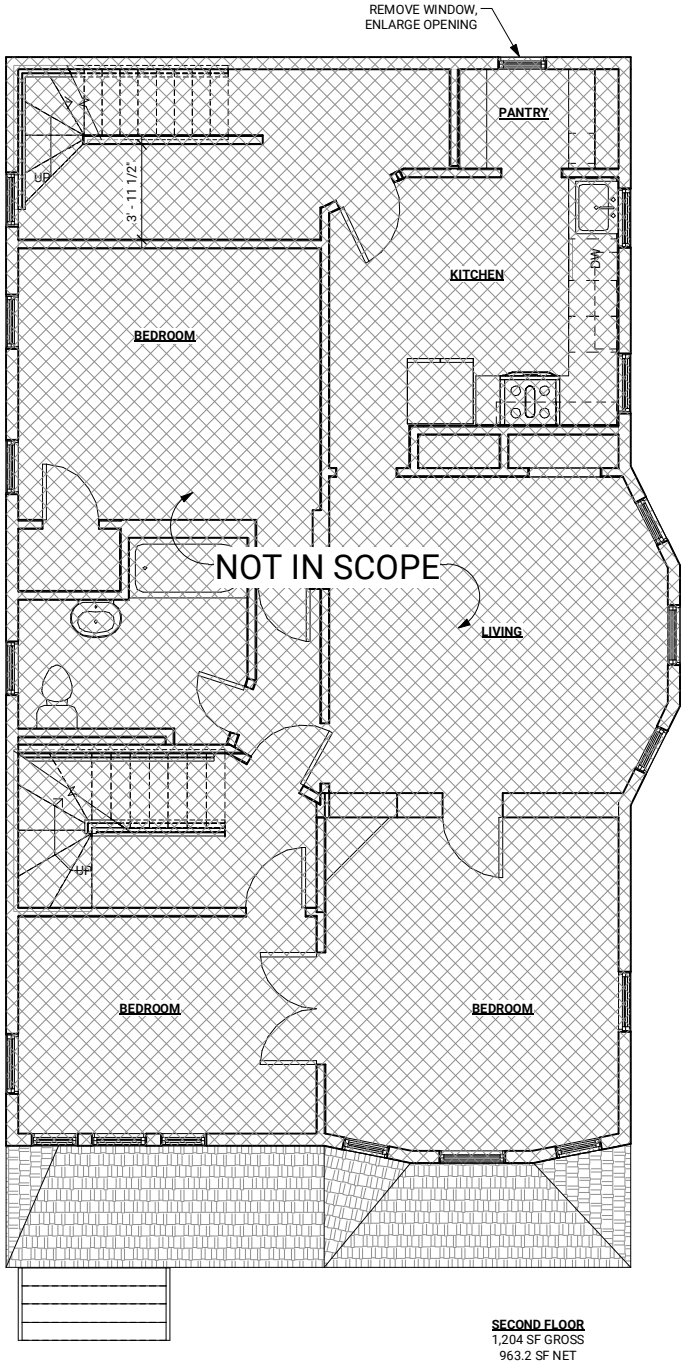 REMOVE WINDOW,
ENLARGE OPENING
PANTRY
UP
3' - 11 1/2"
KITCHEN
DW
BEDROOM
NOT IN SCOPE
LIVING
UP
BEDROOM
BEDROOM
SECOND FLOOR
1,204 SF GROSS
963.2 SF NET